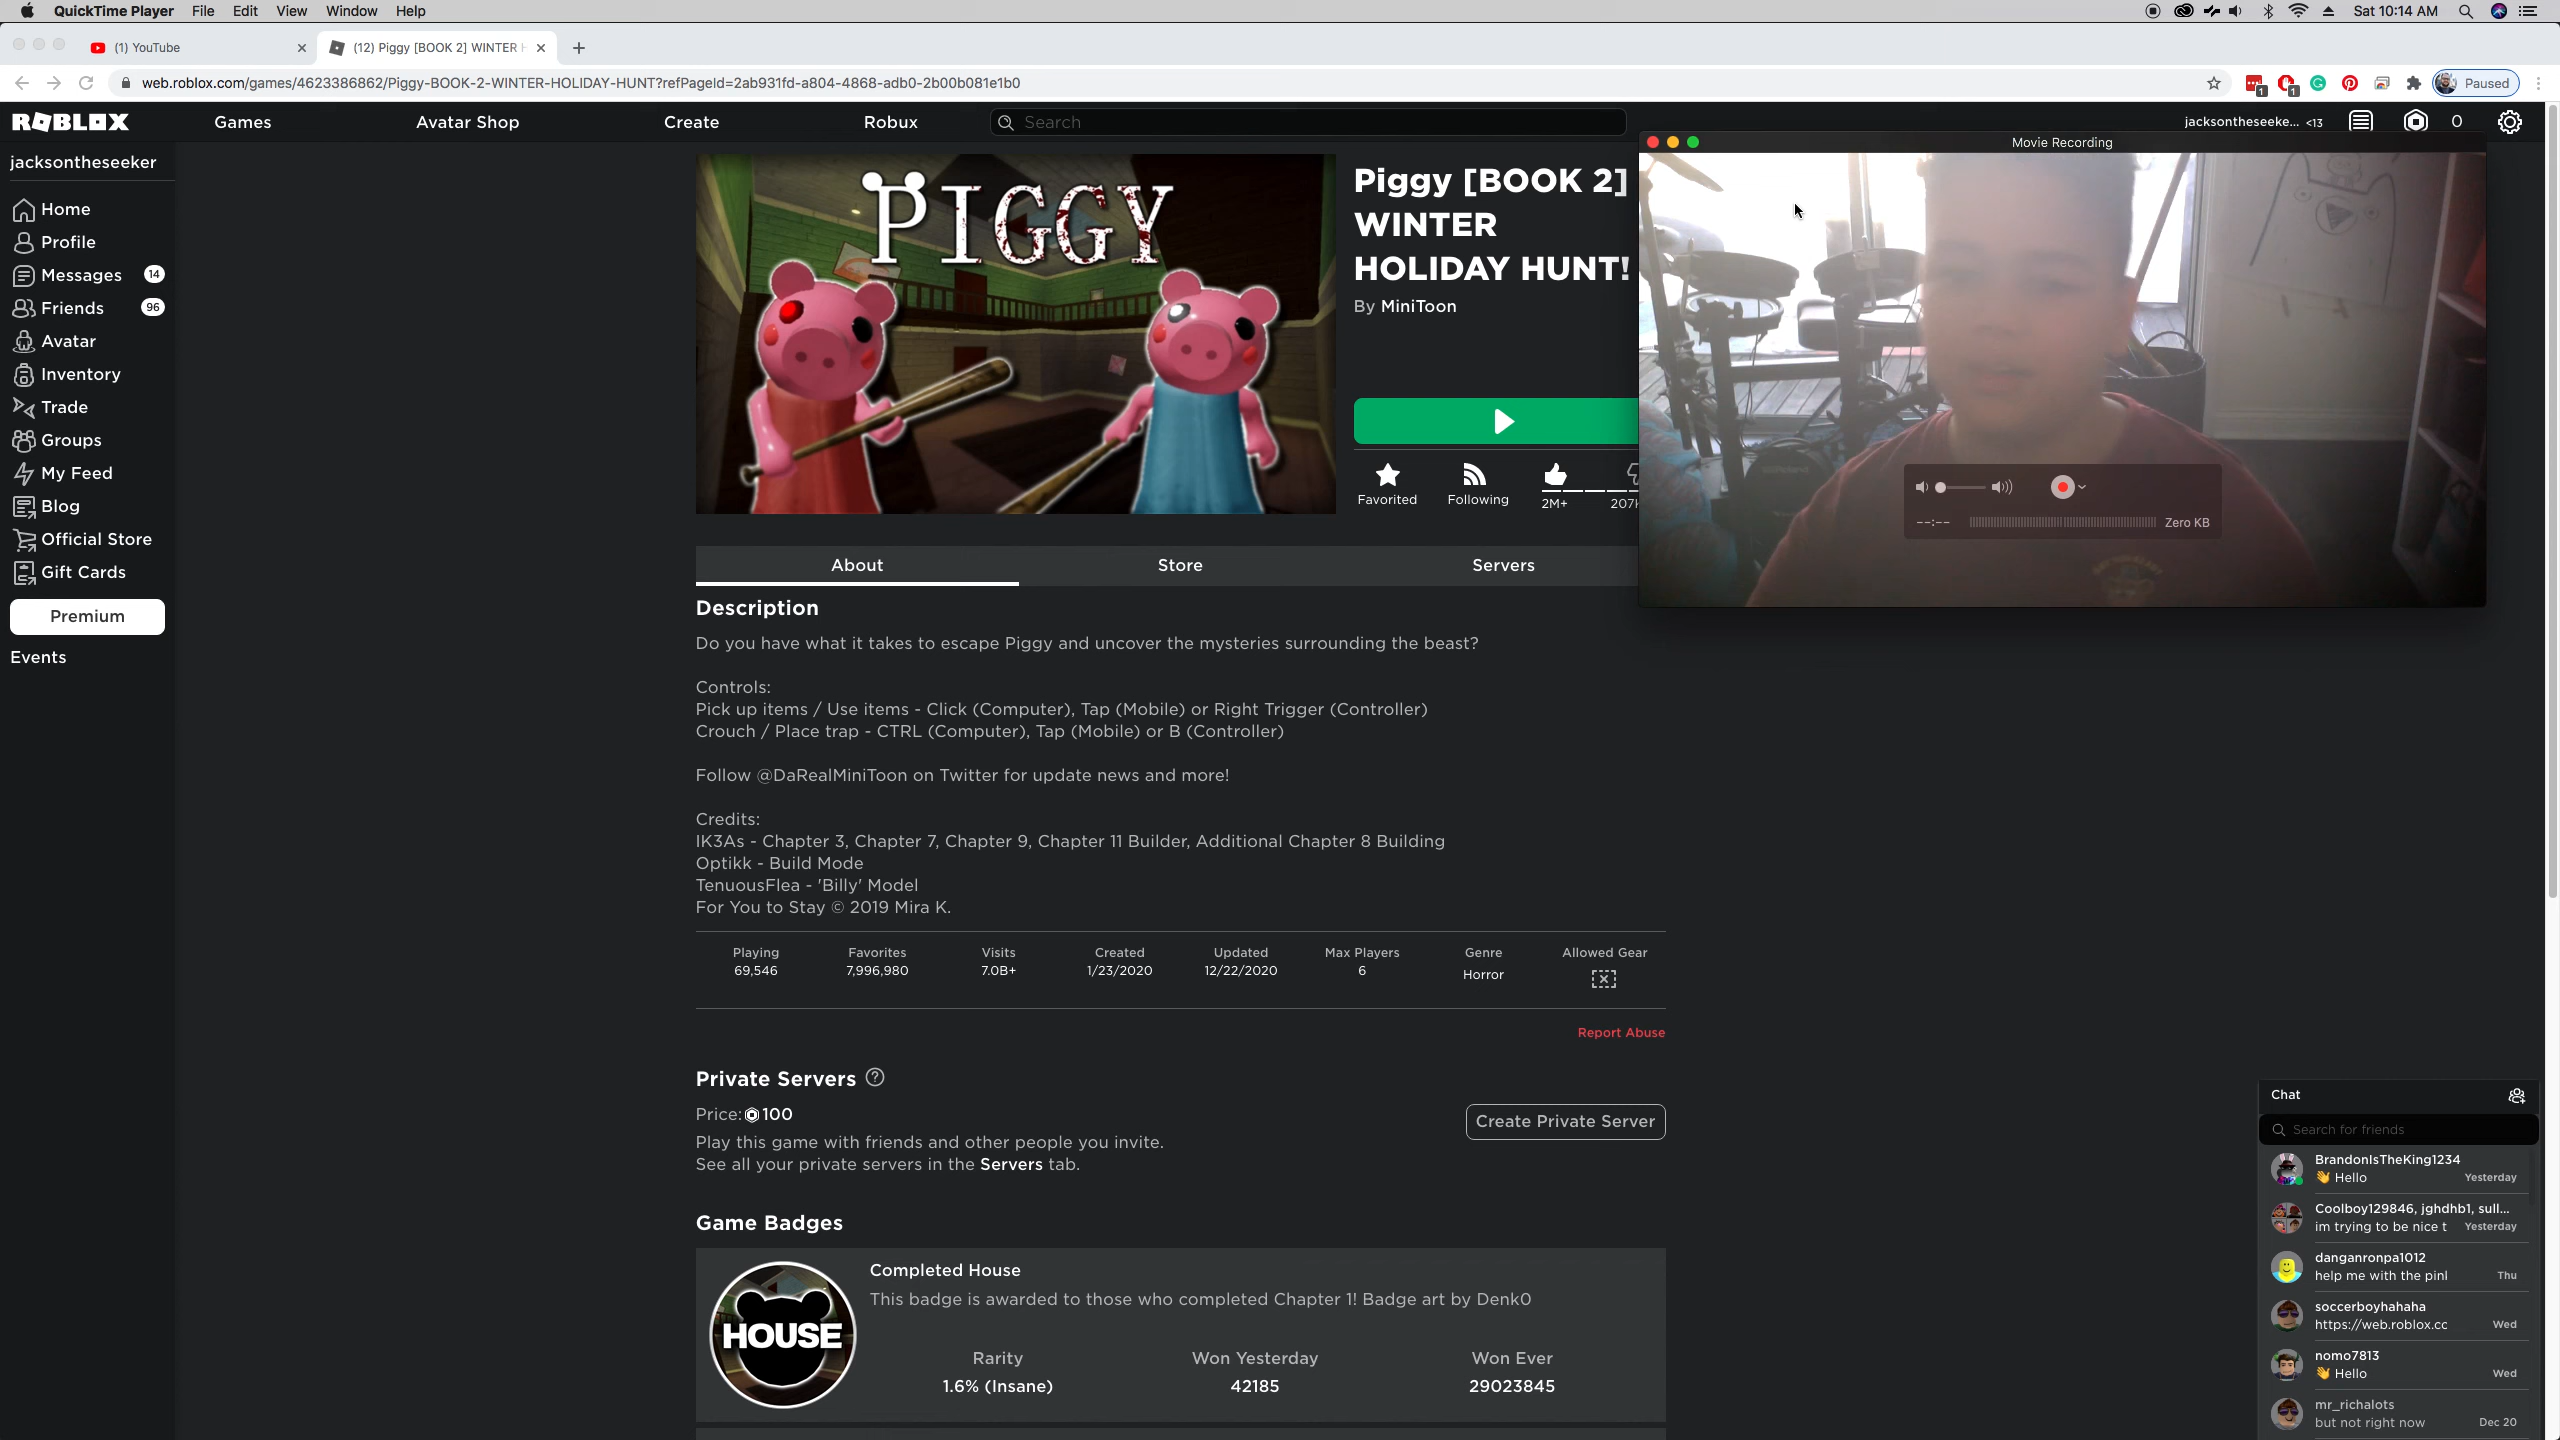 QuickTime Player File Edit View Window Help
Sat 10:14 AM
(1) YouTube
(12) Piggy [BOOK 2] WINTER H
web.roblox.com/games/4623386862/Piggy-BOOK-2-WINTER-HOLIDAY-HUNT?refPageId=2ab931fd-a804-4868-adb0-2b00b081e1b0
1
1
Paused
ROBLOX
Games
Avatar Shop
Create
Robux
Search
jacksontheseeke... <13
0
jacksontheseeker
Home
Profile
Messages 14
Friends 96
Avatar
Inventory
Trade
Groups
My Feed
Blog
Official Store
Gift Cards
Premium
Events
PIGGY
Piggy [BOOK 2]
WINTER
HOLIDAY HUNT!
By MiniToon
Favorited
Following
2M+
207K
Movie Recording
--:--
Zero KB
About
Store
Servers
Description
Do you have what it takes to escape Piggy and uncover the mysteries surrounding the beast?
Controls:
Pick up items / Use items - Click (Computer), Tap (Mobile) or Right Trigger (Controller)
Crouch / Place trap - CTRL (Computer), Tap (Mobile) or B (Controller)
Follow @DaRealMiniToon on Twitter for update news and more!
Credits:
IK3As - Chapter 3, Chapter 7, Chapter 9, Chapter 11 Builder, Additional Chapter 8 Building
Optikk - Build Mode
TenuousFlea - 'Billy' Model
For You to Stay © 2019 Mira K.
Playing Favorites Visits Created Updated Max Players Genre Allowed Gear
69,546 7,996,980 7.0B+ 1/23/2020 12/22/2020 6 Horror
Report Abuse
Private Servers
Price: 100
Create Private Server
Play this game with friends and other people you invite.
See all your private servers in the Servers tab.
Game Badges
HOUSE
Completed House
This badge is awarded to those who completed Chapter 1! Badge art by Denk0
Rarity Won Yesterday Won Ever
1.6% (Insane) 42185 29023845
Chat
Search for friends
BrandonIsTheKing1234
👋 Hello Yesterday
Coolboy129846, jghdhb1, sull...
im trying to be nice t Yesterday
danganronpa1012
help me with the pinl Thu
soccerboyhahaha
https://web.roblox.cc Wed
nomo7813
👋 Hello Wed
mr_richalots
but not right now Dec 20